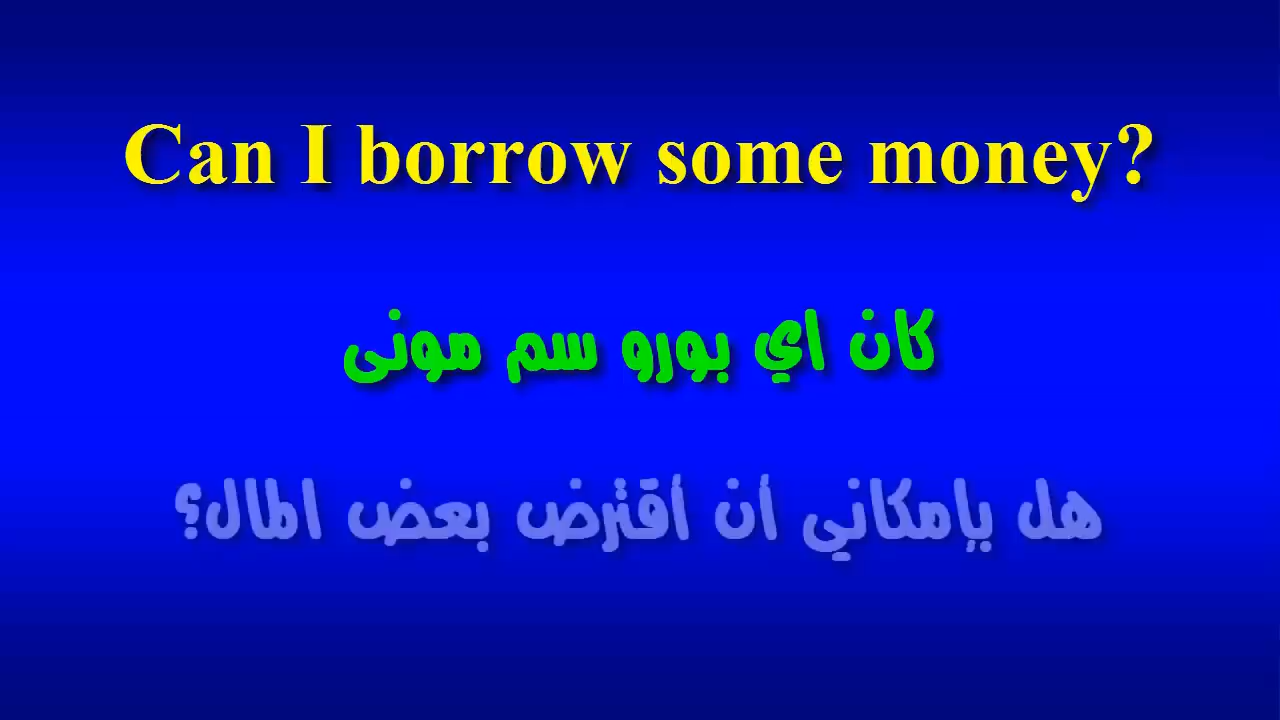 Can I borrow some money?
كان اي بورو سم مونى
هل بإمكاني أن أقترض بعض المال؟